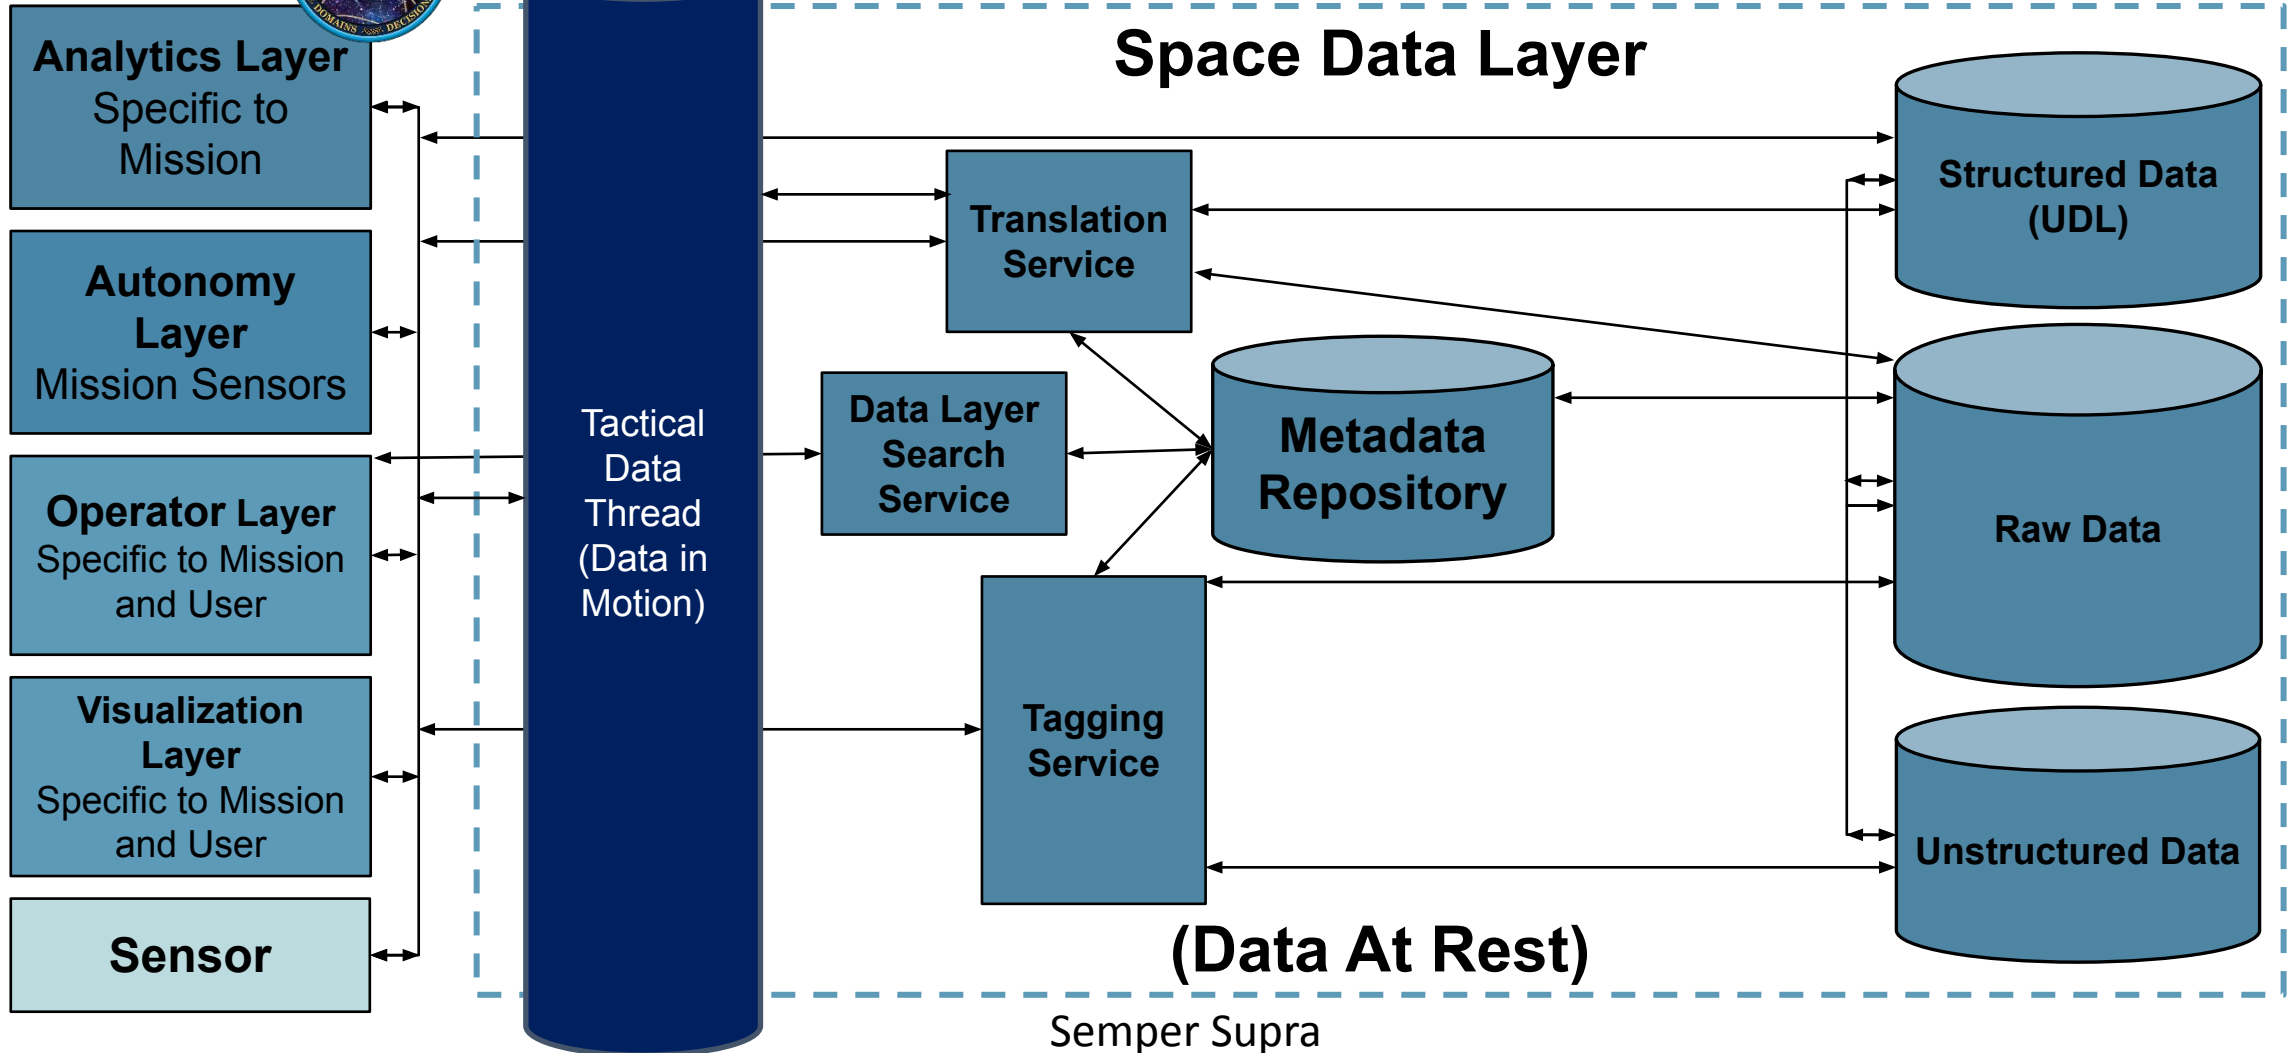 DOMAINS DECISION
Analytics Layer
Specific to
Mission
Autonomy
Layer
Mission Sensors
Operator Layer
Specific to Mission
and User
Visualization
Layer
Specific to Mission
and User
Sensor
Tactical
Data
Thread
(Data in
Motion)
Space Data Layer
Translation
Service
Data Layer
Search
Service
Metadata
Repository
Tagging
Service
Structured Data
(UDL)
Raw Data
Unstructured Data
(Data At Rest)
Semper Supra